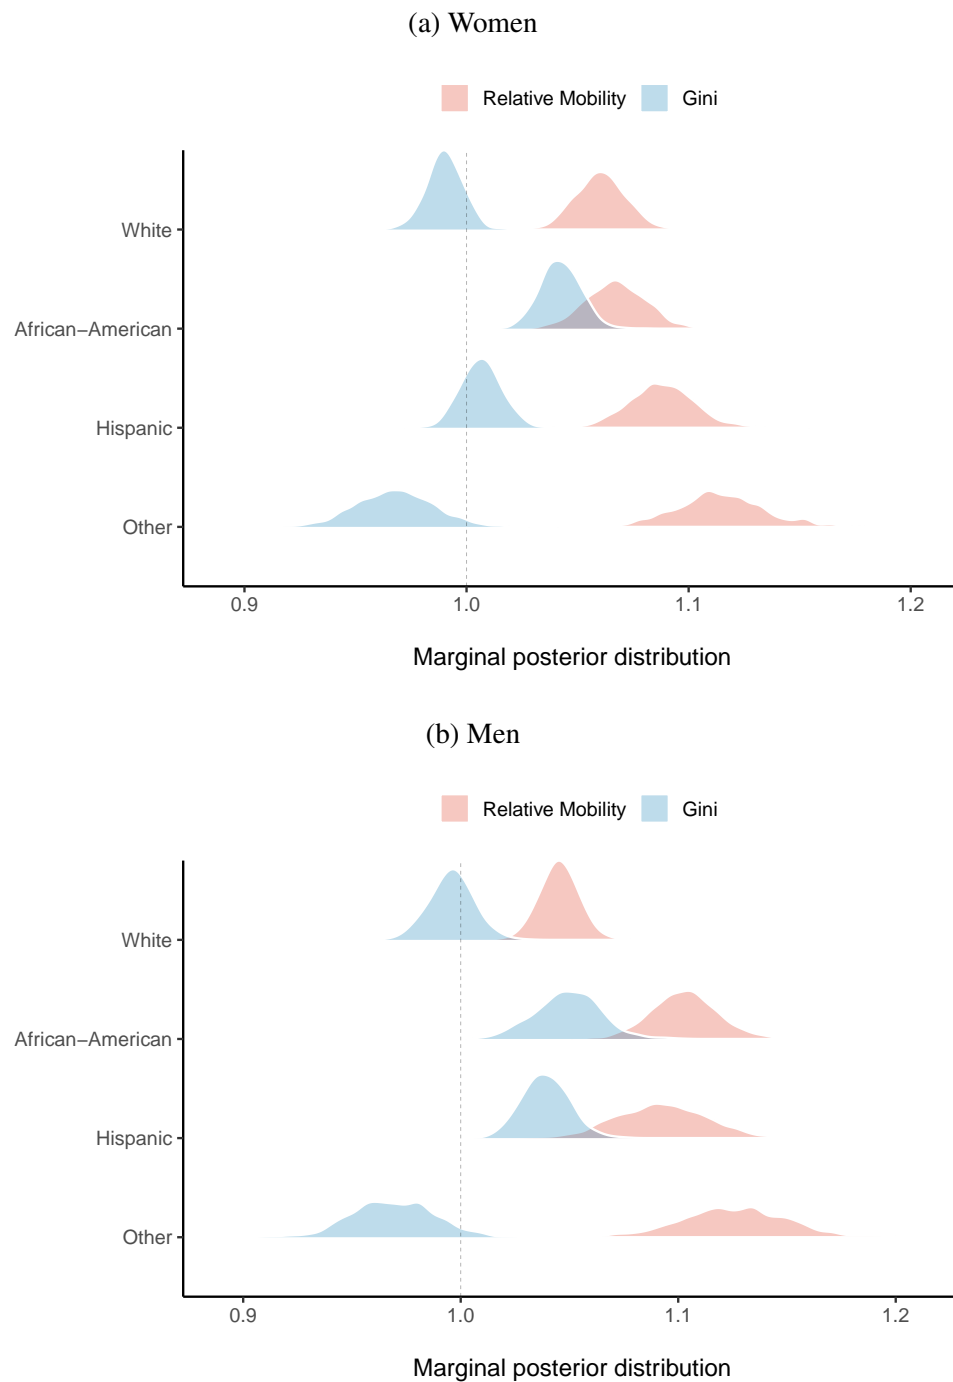 (a) Women
Relative Mobility Gini
White
African−American
Hispanic
Other
0.9 1.0 1.1 1.2
Marginal posterior distribution
(b) Men
Relative Mobility Gini
White
African−American
Hispanic
Other
0.9 1.0 1.1 1.2
Marginal posterior distribution